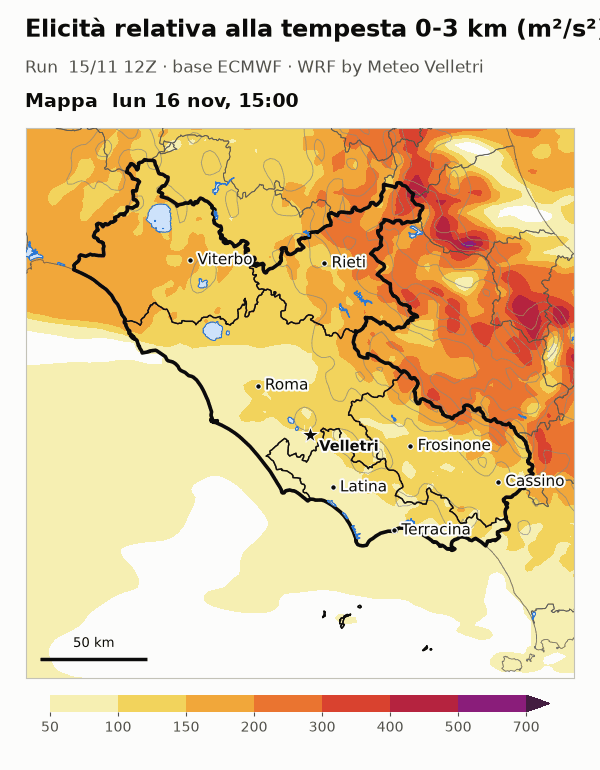 Elicità relativa alla tempesta 0-3 km (m²/s²)
Run 15/11 12Z · base ECMWF · WRF by Meteo Velletri
Mappa lun 16 nov, 15:00
Viterbo
Rieti
Roma
Velletri
Frosinone
Cassino
Latina
Terracina
50 km
50 100 150 200 300 400 500 700